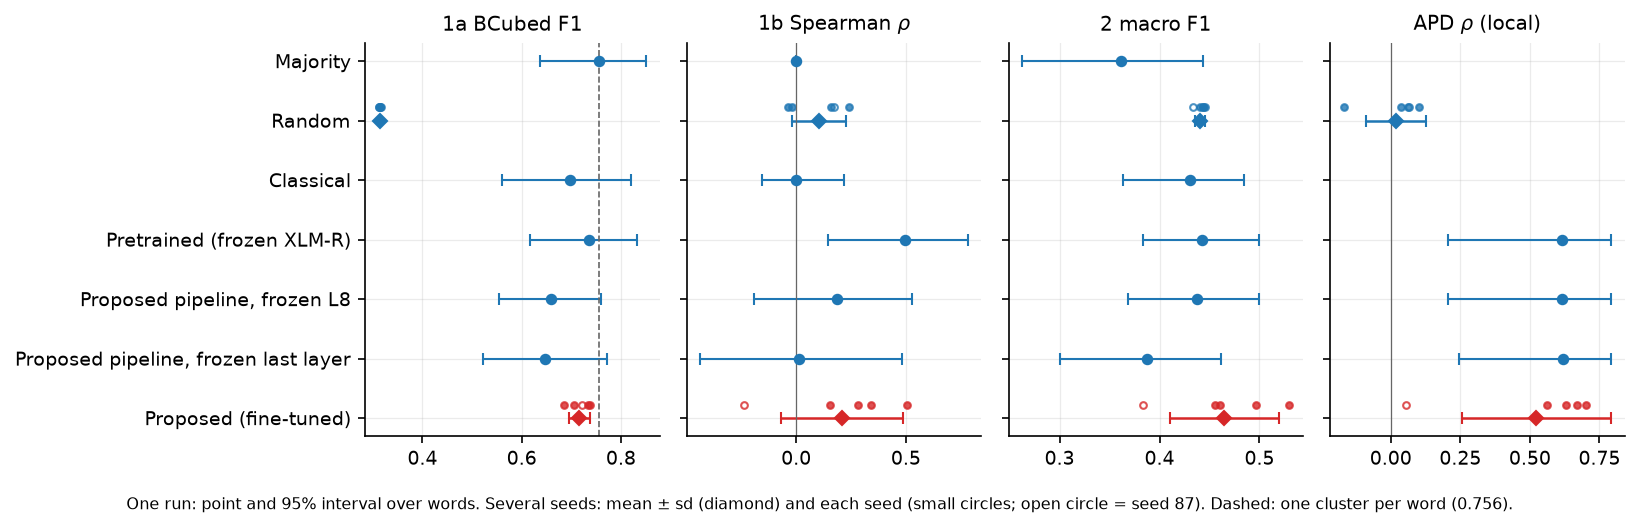 1a BCubed F1
1b Spearman ρ
2 macro F1
APD ρ (local)
Majority
Random
Classical
Pretrained (frozen XLM-R)
Proposed pipeline, frozen L8
Proposed pipeline, frozen last layer
Proposed (fine-tuned)
0.4 0.6 0.8
0.0 0.5
0.3 0.4 0.5
0.00 0.25 0.50 0.75
One run: point and 95% interval over words. Several seeds: mean ± sd (diamond) and each seed (small circles; open circle = seed 87). Dashed: one cluster per word (0.756).